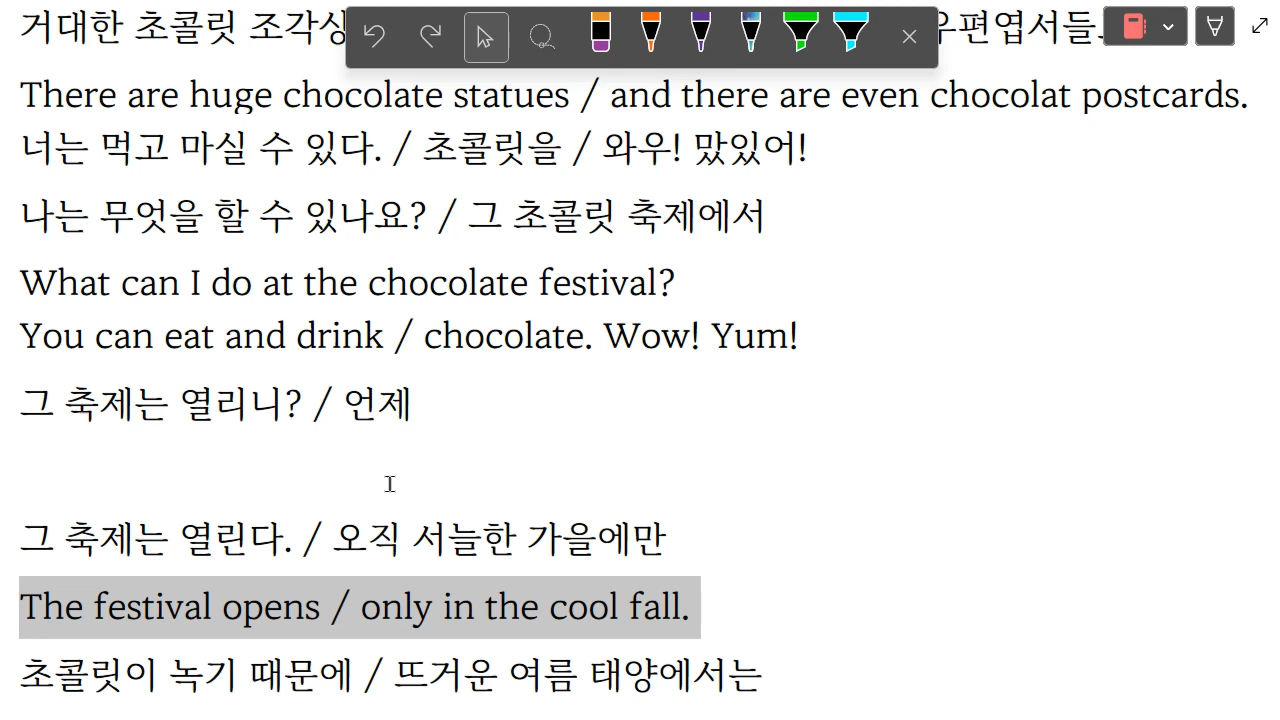 거대한 초콜릿 조각상 우편엽서들
There are huge chocolate statues / and there are even chocolat postcards.
너는 먹고 마실 수 있다. / 초콜릿을 / 와우! 맜있어!
나는 무엇을 할 수 있나요? / 그 초콜릿 축제에서
What can I do at the chocolate festival?
You can eat and drink / chocolate. Wow! Yum!
그 축제는 열리니? / 언제
그 축제는 열린다. / 오직 서늘한 가을에만
The festival opens / only in the cool fall.
초콜릿이 녹기 때문에 / 뜨거운 여름 태양에서는